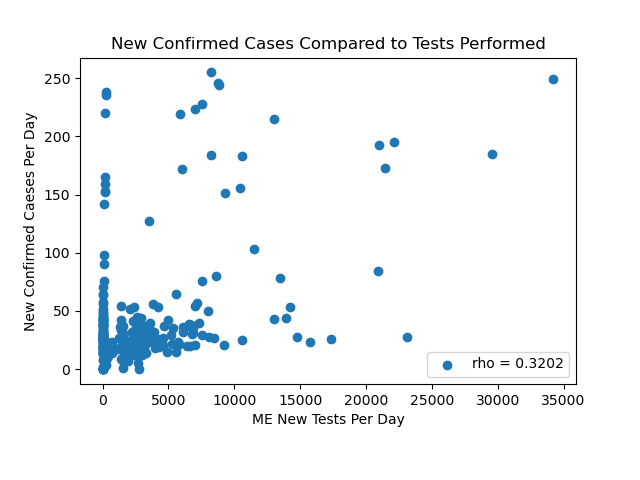 New Confirmed Cases Compared to Tests Performed
New Confirmed Caeses Per Day
250
200
150
100
50
0
rho = 0.3202
0 5000 10000 15000 20000 25000 30000 35000
ME New Tests Per Day